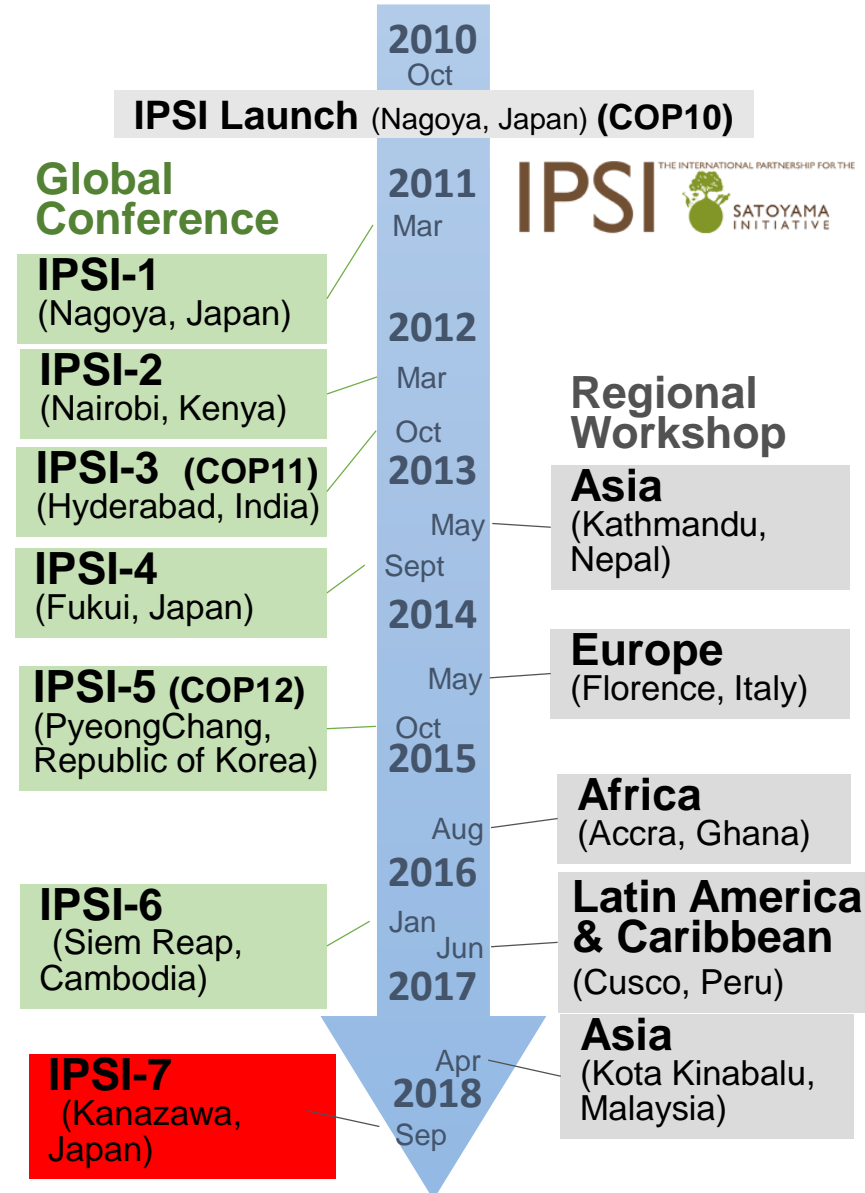 2010
Oct
IPSI Launch (Nagoya, Japan) (COP10)
Global
Conference
2011
Mar
IPSI
THE INTERNATIONAL PARTNERSHIP FOR THE
SATOYAMA
INITIATIVE
IPSI-1
(Nagoya, Japan)
2012
IPSI-2
(Nairobi, Kenya)
Mar
Regional
Workshop
Oct
IPSI-3 (COP11)
(Hyderabad, India)
2013
Asia
(Kathmandu,
Nepal)
May
IPSI-4
(Fukui, Japan)
Sept
2014
Europe
(Florence, Italy)
May
IPSI-5 (COP12)
(PyeongChang,
Republic of Korea)
Oct
2015
Africa
(Accra, Ghana)
Aug
2016
IPSI-6
(Siem Reap,
Cambodia)
Jan
Jun
Latin America
& Caribbean
(Cusco, Peru)
2017
Asia
(Kota Kinabalu,
Malaysia)
Apr
2018
IPSI-7
(Kanazawa,
Japan)
Sep